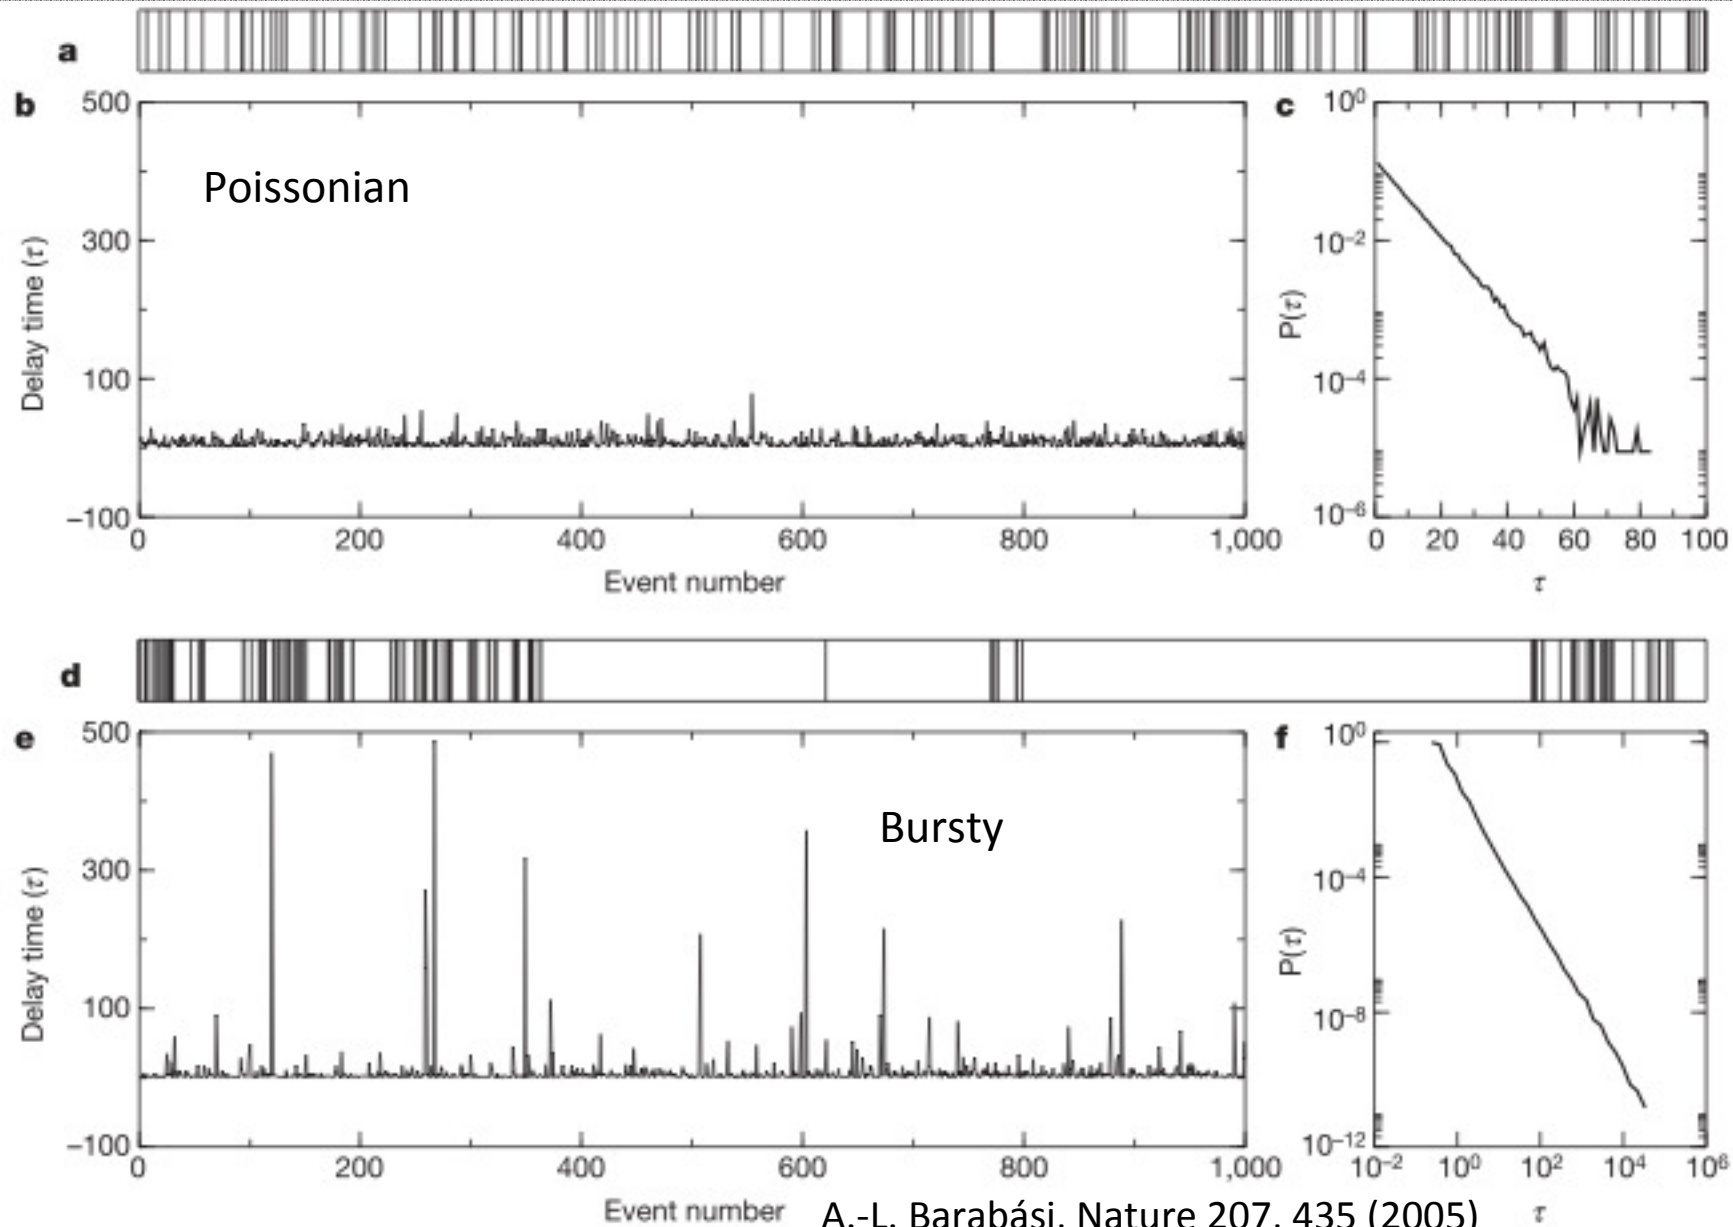 a
b
500
300
100
−100
Delay time (τ)
Poissonian
0 200 400 600 800 1,000
Event number
c
10⁰
10⁻²
10⁻⁴
10⁻⁶
P(τ)
0 20 40 60 80 100
τ
d
e
500
300
100
−100
Delay time (τ)
Bursty
0 200 400 600 800 1,000
Event number
f
10⁰
10⁻⁴
10⁻⁸
10⁻¹²
P(τ)
10⁻² 10⁰ 10² 10⁴ 10⁶
τ
A.-L. Barabási, Nature 207, 435 (2005)